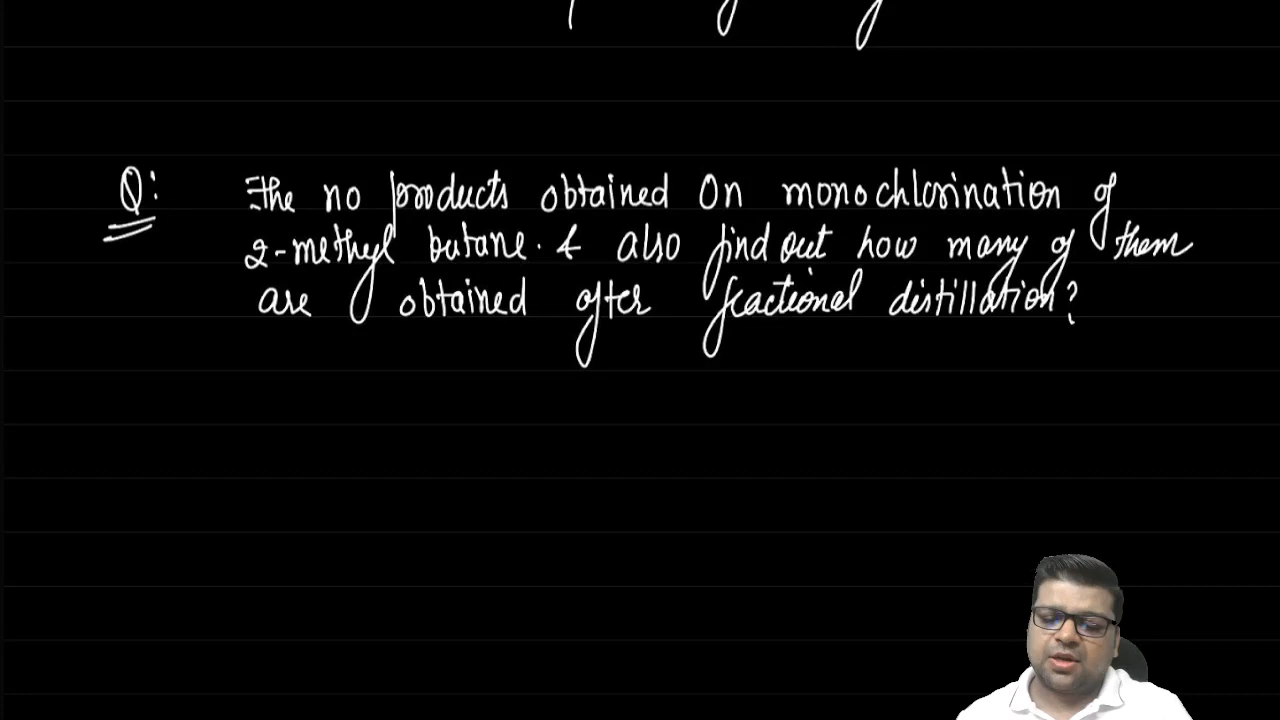 Q: The no products obtained On monochlorination of
2-methyl butane. & also find out how many of them
are obtained after fractional distillation?